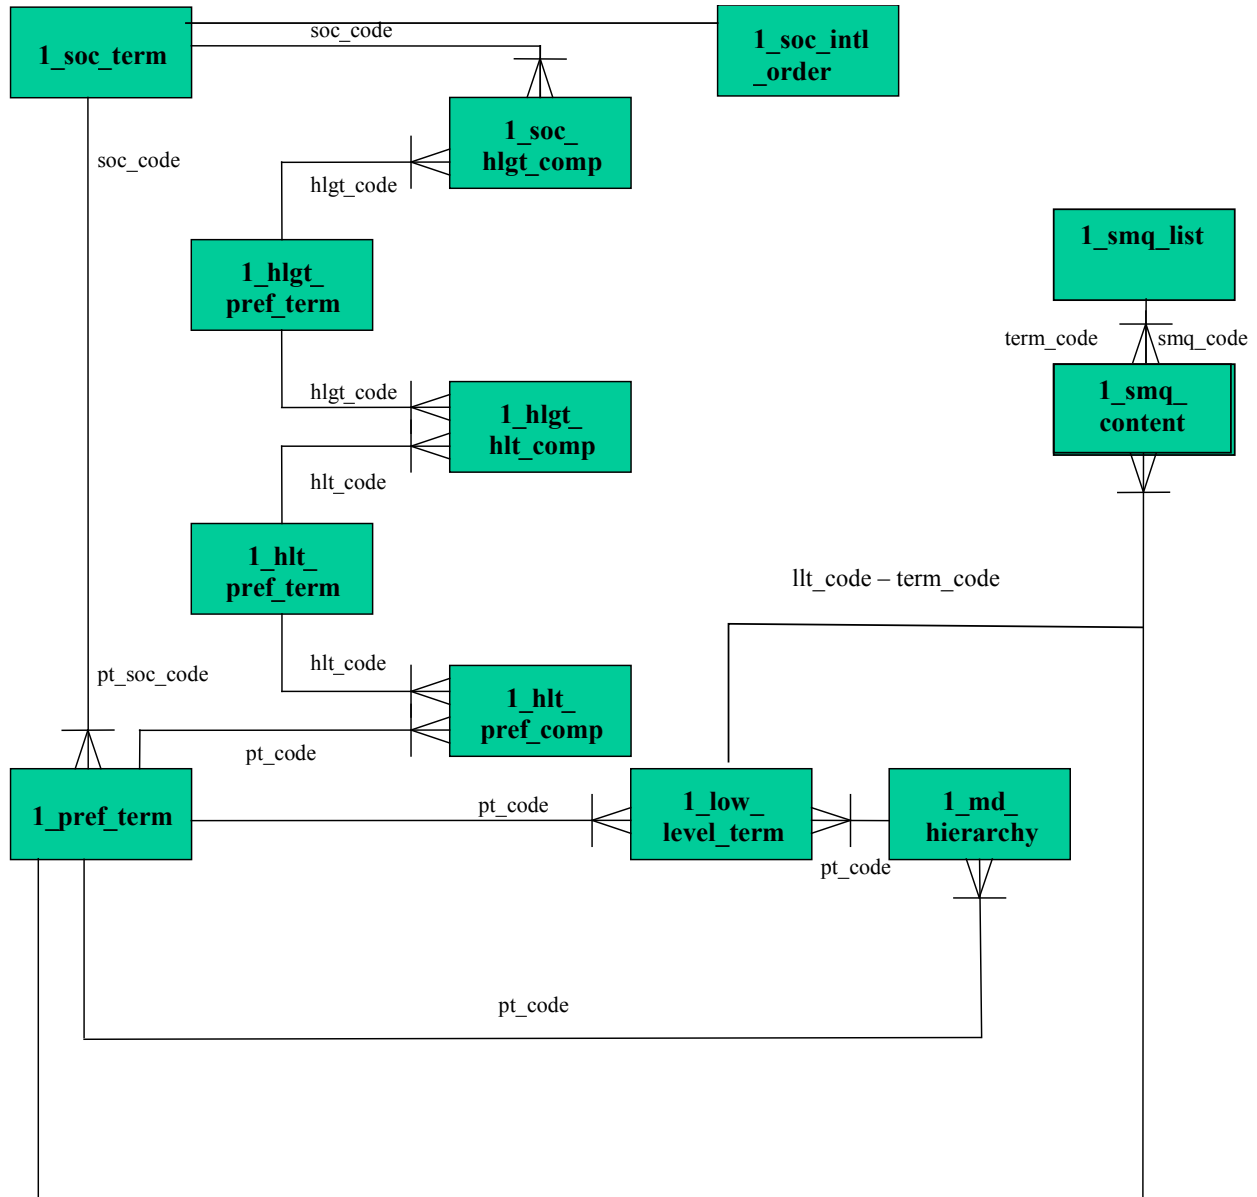 1_soc_term
soc_code
1_soc_intl
_order
1_soc_
hlgt_comp
soc_code
hlgt_code
1_smq_list
1_hlgt_
pref_term
term_code
smq_code
hlgt_code
1_hlgt_
hlt_comp
1_smq_
content
hlt_code
1_hlt_
pref_term
llt_code – term_code
hlt_code
pt_soc_code
1_hlt_
pref_comp
pt_code
1_pref_term
pt_code
1_low_
level_term
1_md_
hierarchy
pt_code
pt_code